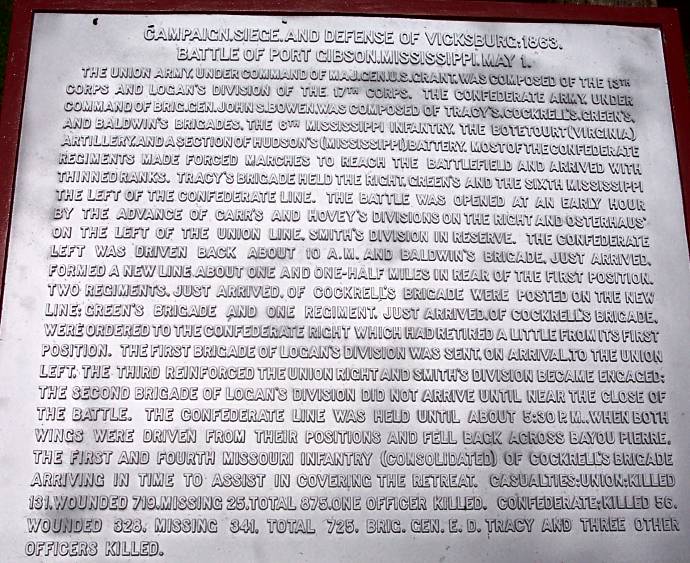 CAMPAIGN, SIEGE, AND DEFENSE OF VICKSBURG; 1863.
BATTLE OF PORT GIBSON, MISSISSIPPI, MAY 1.
THE UNION ARMY, UNDER COMMAND OF MAJ. GEN. U.S. GRANT, WAS COMPOSED OF THE 13TH
CORPS AND LOGAN'S DIVISION OF THE 17TH CORPS. THE CONFEDERATE ARMY, UNDER
COMMAND OF BRIG. GEN. JOHN S. BOWEN, WAS COMPOSED OF TRACY'S, COCKRELL'S, GREEN'S,
AND BALDWIN'S BRIGADES, THE 6TH MISSISSIPPI INFANTRY, THE BOTETOURT (VIRGINIA)
ARTILLERY, AND A SECTION OF HUDSON'S (MISSISSIPPI) BATTERY. MOST OF THE CONFEDERATE
REGIMENTS MADE FORCED MARCHES TO REACH THE BATTLEFIELD AND ARRIVED WITH
THINNED RANKS. TRACY'S BRIGADE HELD THE RIGHT, GREEN'S AND THE SIXTH MISSISSIPPI
THE LEFT OF THE CONFEDERATE LINE. THE BATTLE WAS OPENED AT AN EARLY HOUR
BY THE ADVANCE OF CARR'S AND HOVEY'S DIVISIONS ON THE RIGHT AND OSTERHAUS'
ON THE LEFT OF THE UNION LINE, SMITH'S DIVISION IN RESERVE. THE CONFEDERATE
LEFT WAS DRIVEN BACK ABOUT 10 A.M. AND BALDWIN'S BRIGADE, JUST ARRIVED,
FORMED A NEW LINE ABOUT ONE AND ONE-HALF MILES IN REAR OF THE FIRST POSITION.
TWO REGIMENTS, JUST ARRIVED, OF COCKRELL'S BRIGADE WERE POSTED ON THE NEW
LINE; GREEN'S BRIGADE AND ONE REGIMENT, JUST ARRIVED, OF COCKRELL'S BRIGADE,
WERE ORDERED TO THE CONFEDERATE RIGHT WHICH HAD RETIRED A LITTLE FROM ITS FIRST
POSITION. THE FIRST BRIGADE OF LOGAN'S DIVISION WAS SENT, ON ARRIVAL, TO THE UNION
LEFT, THE THIRD REINFORCED THE UNION RIGHT AND SMITH'S DIVISION BECAME ENGAGED;
THE SECOND BRIGADE OF LOGAN'S DIVISION DID NOT ARRIVE UNTIL NEAR THE CLOSE OF
THE BATTLE. THE CONFEDERATE LINE WAS HELD UNTIL ABOUT 5:30 P.M., WHEN BOTH
WINGS WERE DRIVEN FROM THEIR POSITIONS AND FELL BACK ACROSS BAYOU PIERRE,
THE FIRST AND FOURTH MISSOURI INFANTRY (CONSOLIDATED) OF COCKRELL'S BRIGADE
ARRIVING IN TIME TO ASSIST IN COVERING THE RETREAT. CASUALTIES: UNION; KILLED
131, WOUNDED 719, MISSING 25, TOTAL 875, ONE OFFICER KILLED. CONFEDERATE; KILLED 56,
WOUNDED 328, MISSING 341, TOTAL 725, BRIG. GEN. E. D. TRACY AND THREE OTHER
OFFICERS KILLED.